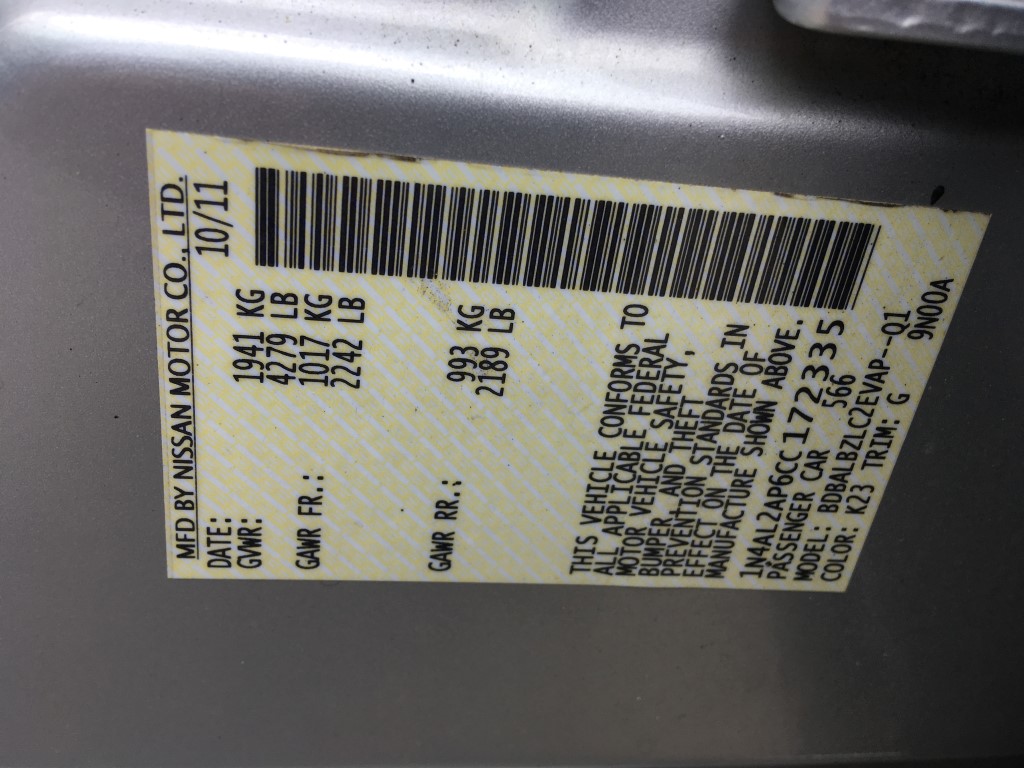 MFD BY NISSAN MOTOR CO., LTD.
DATE: 10/11
GVWR: 1941 KG
4279 LB
GAWR FR.: 1017 KG
2242 LB
GAWR RR.: 993 KG
2189 LB
THIS VEHICLE CONFORMS TO
ALL APPLICABLE FEDERAL
MOTOR VEHICLE SAFETY,
BUMPER, AND THEFT
PREVENTION STANDARDS IN
EFFECT ON THE DATE OF
MANUFACTURE SHOWN ABOVE.
1N4AL2AP6CC172335
PASSENGER CAR 566
MODEL: BDBALBZLC2EVAP--Q1
COLOR: K23 TRIM: G 9N00A